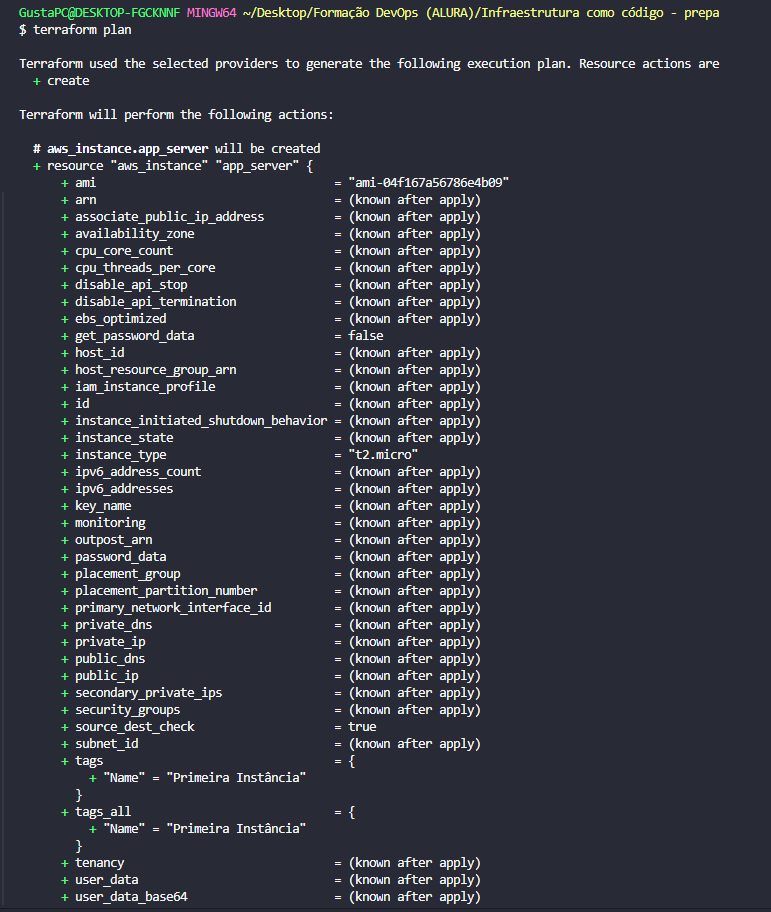 GustaPC@DESKTOP-FGCKNNF MINGW64 ~/Desktop/Formação DevOps (ALURA)/Infraestrutura como código - prepa
$ terraform plan
Terraform used the selected providers to generate the following execution plan. Resource actions are
+ create
Terraform will perform the following actions:
# aws_instance.app_server will be created
+ resource "aws_instance" "app_server" {
+ ami = "ami-04f167a56786e4b09"
+ arn = (known after apply)
+ associate_public_ip_address = (known after apply)
+ availability_zone = (known after apply)
+ cpu_core_count = (known after apply)
+ cpu_threads_per_core = (known after apply)
+ disable_api_stop = (known after apply)
+ disable_api_termination = (known after apply)
+ ebs_optimized = (known after apply)
+ get_password_data = false
+ host_id = (known after apply)
+ host_resource_group_arn = (known after apply)
+ iam_instance_profile = (known after apply)
+ id = (known after apply)
+ instance_initiated_shutdown_behavior = (known after apply)
+ instance_state = (known after apply)
+ instance_type = "t2.micro"
+ ipv6_address_count = (known after apply)
+ ipv6_addresses = (known after apply)
+ key_name = (known after apply)
+ monitoring = (known after apply)
+ outpost_arn = (known after apply)
+ password_data = (known after apply)
+ placement_group = (known after apply)
+ placement_partition_number = (known after apply)
+ primary_network_interface_id = (known after apply)
+ private_dns = (known after apply)
+ private_ip = (known after apply)
+ public_dns = (known after apply)
+ public_ip = (known after apply)
+ secondary_private_ips = (known after apply)
+ security_groups = (known after apply)
+ source_dest_check = true
+ subnet_id = (known after apply)
+ tags = {
+ "Name" = "Primeira Instância"
}
+ tags_all = {
+ "Name" = "Primeira Instância"
}
+ tenancy = (known after apply)
+ user_data = (known after apply)
+ user_data_base64 = (known after apply)